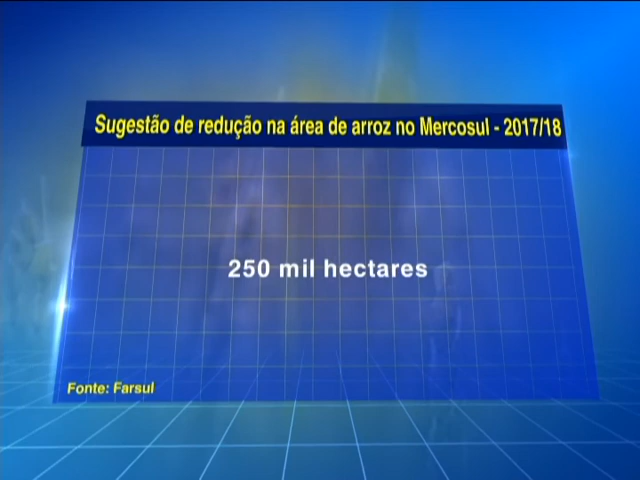 Sugestão de redução na área de arroz no Mercosul - 2017/18
250 mil hectares
Fonte: Farsul